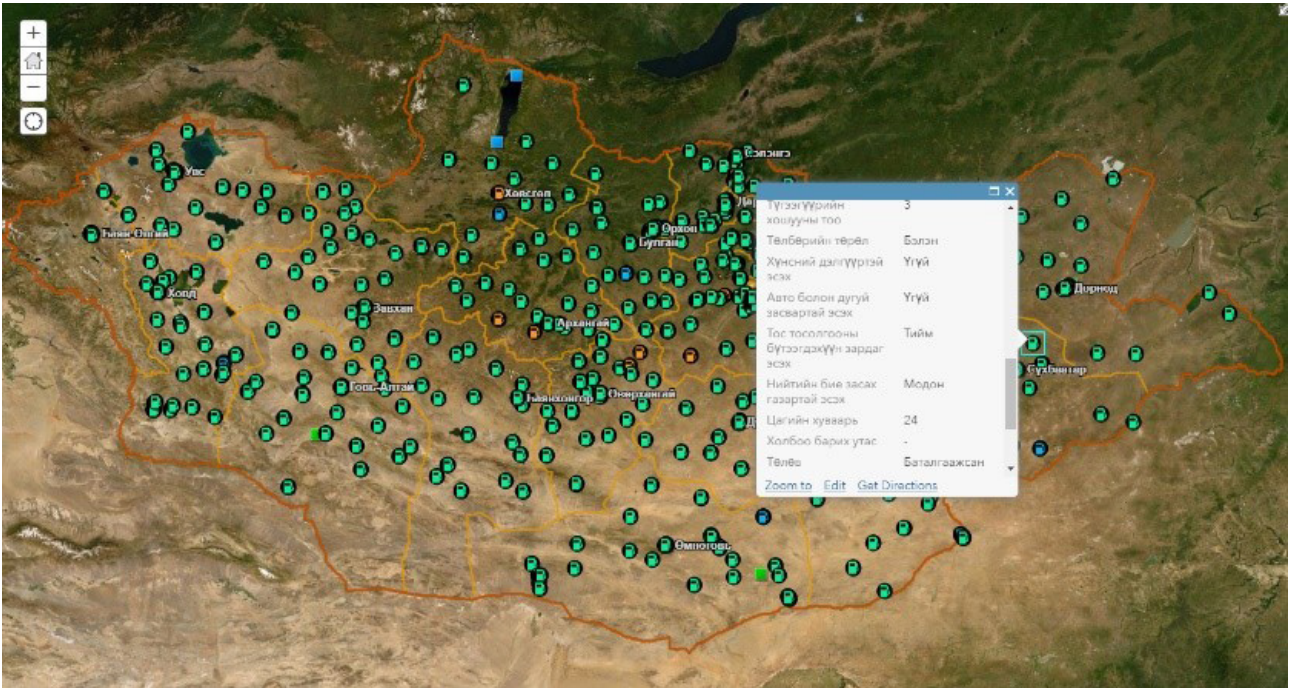 +
−
Сэлэнгэ
Увс
Хөвсгөл
Дар
Орхон
Булган
Баян-Өлгий
Ховд
Завхан
Архангай
Дорнод
Сүхбаатар
Говь-Алтай
Баянхонгор
Өвөрхангай
Өмнөговь
Түгээгүүрийн 3
хошууны тоо
Төлбөрийн төрөл Бэлэн
Хүнсний дэлгүүртэй Үгүй
эсэх
Авто болон дугуй Үгүй
засвартай эсэх
Тос тосолгооны Тийм
бүтээгдэхүүн зардаг
эсэх
Нийтийн бие засах Модон
газартай эсэх
Цагийн хуваарь 24
Холбоо барих утас -
Төлөв Баталгаажсан
Zoom to Edit Get Directions